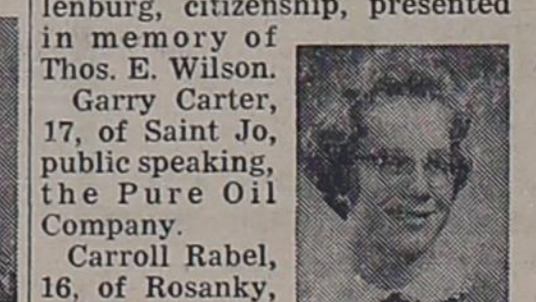 lenburg, citizenship, presented
in memory of
Thos. E. Wilson.
Garry Carter,
17, of Saint Jo,
public speaking,
the Pure Oil
Company.
Carroll Rabel,
16, of Rosanky,